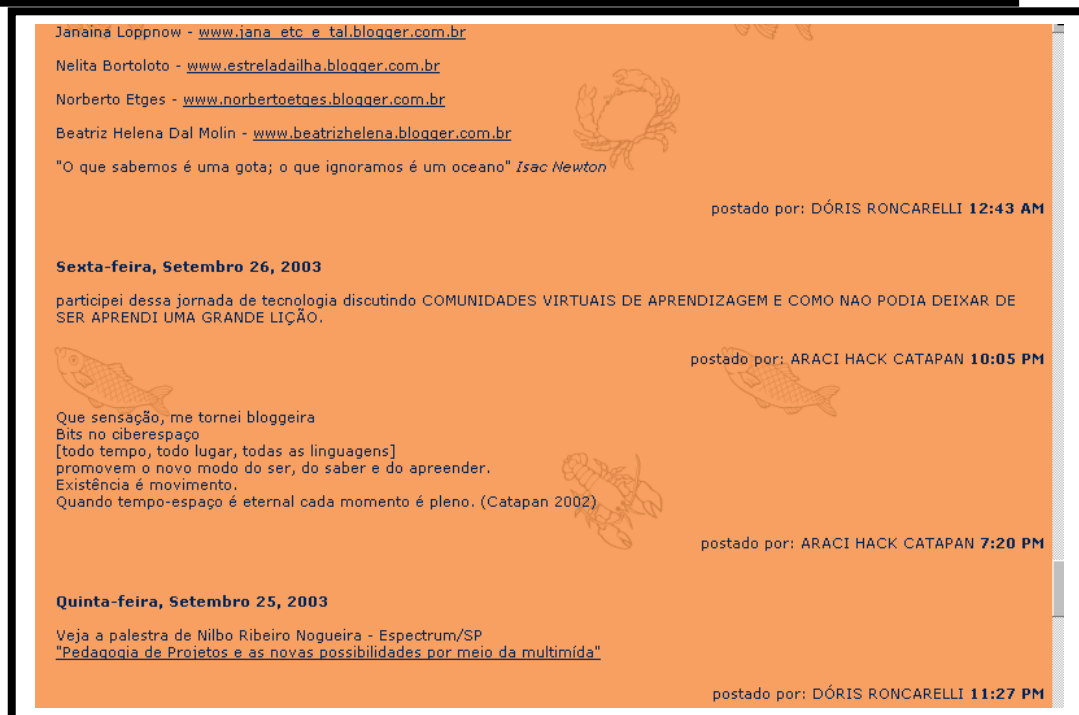 Janaina Loppnow - www.jana_etc_e_tal.blogger.com.br
Nelita Bortoloto - www.estreladailha.blogger.com.br
Norberto Etges - www.norbertoetges.blogger.com.br
Beatriz Helena Dal Molin - www.beatrizhelena.blogger.com.br
"O que sabemos é uma gota; o que ignoramos é um oceano" Isac Newton
postado por: DÓRIS RONCARELLI 12:43 AM
Sexta-feira, Setembro 26, 2003
participei dessa jornada de tecnologia discutindo COMUNIDADES VIRTUAIS DE APRENDIZAGEM E COMO NAO PODIA DEIXAR DE
SER APRENDI UMA GRANDE LIÇÃO.
postado por: ARACI HACK CATAPAN 10:05 PM
Que sensação, me tornei bloggeira
Bits no ciberespaço
[todo tempo, todo lugar, todas as linguagens]
promovem o novo modo do ser, do saber e do apreender.
Existência é movimento.
Quando tempo-espaço é eternal cada momento é pleno. (Catapan 2002)
postado por: ARACI HACK CATAPAN 7:20 PM
Quinta-feira, Setembro 25, 2003
Veja a palestra de Nilbo Ribeiro Nogueira - Espectrum/SP
"Pedagogia de Projetos e as novas possibilidades por meio da multimída"
postado por: DÓRIS RONCARELLI 11:27 PM